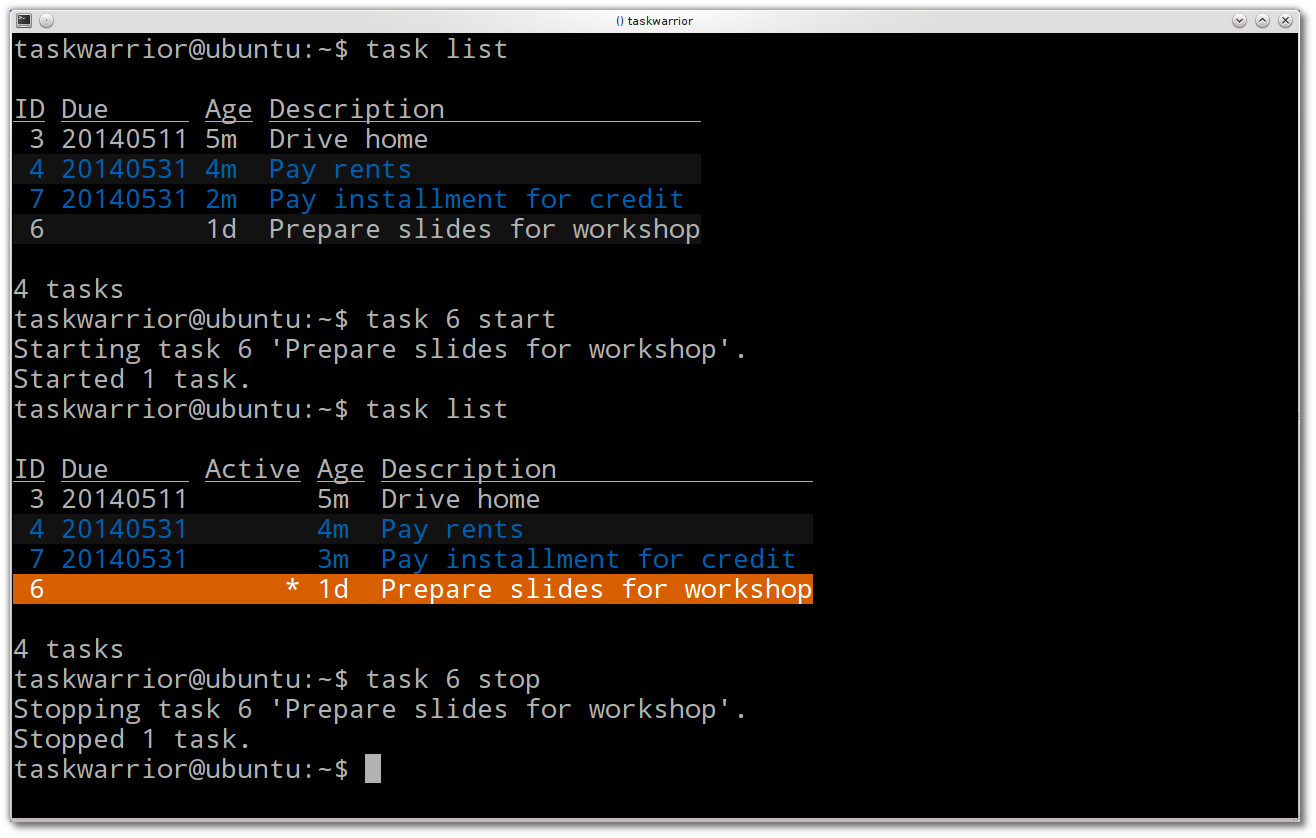 () taskwarrior
taskwarrior@ubuntu:~$ task list
ID Due      Age Description
 3 20140511 5m  Drive home
 4 20140531 4m  Pay rents
 7 20140531 2m  Pay installment for credit
 6          1d  Prepare slides for workshop
4 tasks
taskwarrior@ubuntu:~$ task 6 start
Starting task 6 'Prepare slides for workshop'.
Started 1 task.
taskwarrior@ubuntu:~$ task list
ID Due      Active Age Description
 3 20140511        5m  Drive home
 4 20140531        4m  Pay rents
 7 20140531        3m  Pay installment for credit
 6               * 1d  Prepare slides for workshop
4 tasks
taskwarrior@ubuntu:~$ task 6 stop
Stopping task 6 'Prepare slides for workshop'.
Stopped 1 task.
taskwarrior@ubuntu:~$